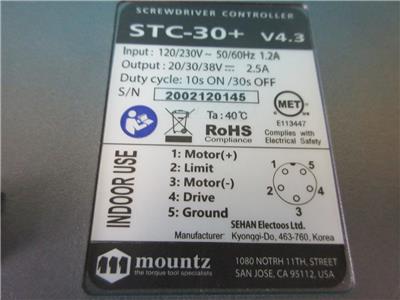 SCREWDRIVER CONTROLLER
STC-30+ V4.3
Input : 120/230V~ 50/60Hz 1.2A
Output : 20/30/38V⎓ 2.5A
Duty cycle: 10s ON /30s OFF
S/N 2002120145
Ta : 40℃
RoHS
Compliance
MET
C US
E113447
Complies with
Electrical Safety
INDOOR USE
1: Motor(+)
2: Limit
3: Motor(-)
4: Drive
5: Ground
1 5
2 4
3
SEHAN Electoos Ltd.
Manufacturer : Kyonggi-Do, 463-760, Korea
mountz
the torque tool specialists
1080 NOTRH 11TH, STREET
SAN JOSE, CA 95112, USA